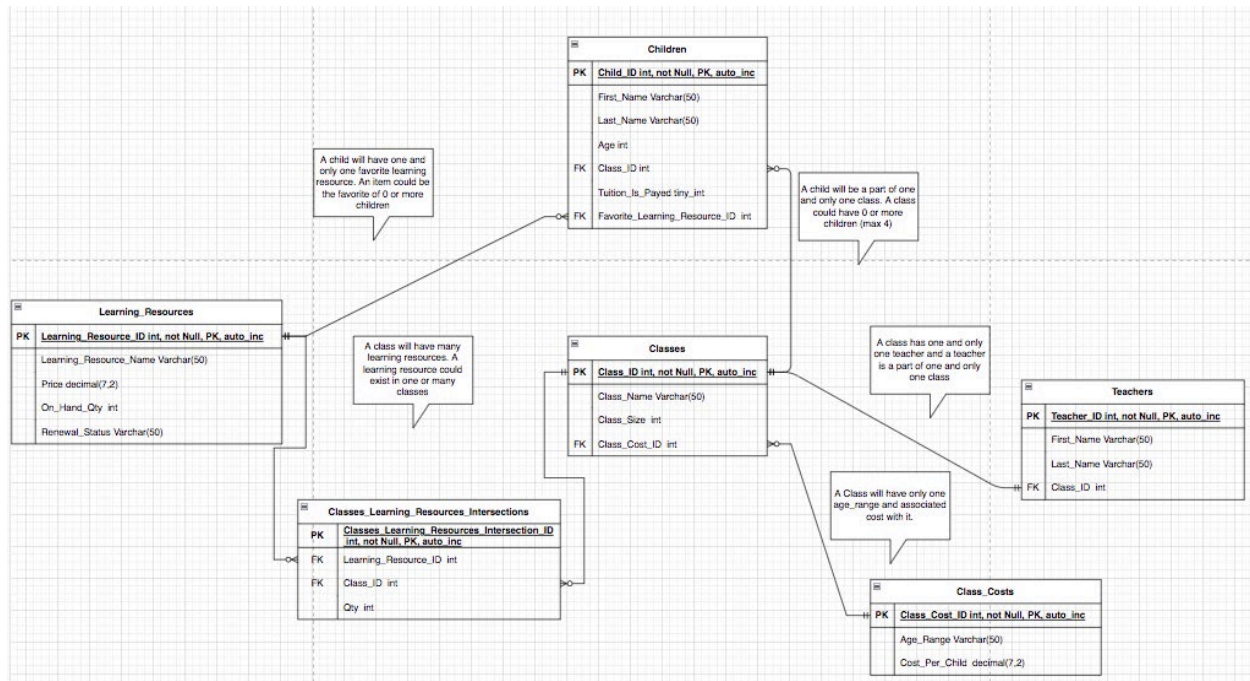 Children
PK Child_ID int, not Null, PK, auto_inc
First_Name Varchar(50)
Last_Name Varchar(50)
Age int
FK Class_ID int
Tuition_Is_Payed tiny_int
FK Favorite_Learning_Resource_ID int
A child will have one and
only one favorite learning
resource. An item could be
the favorite of 0 or more
children
A child will be a part of one
and only one class. A class
could have 0 or more
children (max 4)
Learning_Resources
PK Learning_Resource_ID int, not Null, PK, auto_inc
Learning_Resource_Name Varchar(50)
Price decimal(7,2)
On_Hand_Qty int
Renewal_Status Varchar(50)
A class will have many
learning resources. A
learning resource could
exist in one or many
classes
Classes
PK Class_ID int, not Null, PK, auto_inc
Class_Name Varchar(50)
Class_Size int
FK Class_Cost_ID int
A class has one and only
one teacher and a teacher
is a part of one and only
one class
Teachers
PK Teacher_ID int, not Null, PK, auto_inc
First_Name Varchar(50)
Last_Name Varchar(50)
FK Class_ID int
A Class will have only one
age_range and associated
cost with it.
Classes_Learning_Resources_Intersections
PK Classes_Learning_Resources_Intersection_ID
int, not Null, PK, auto_inc
FK Learning_Resource_ID int
FK Class_ID int
Qty int
Class_Costs
PK Class_Cost_ID int, not Null, PK, auto_inc
Age_Range Varchar(50)
Cost_Per_Child decimal(7,2)